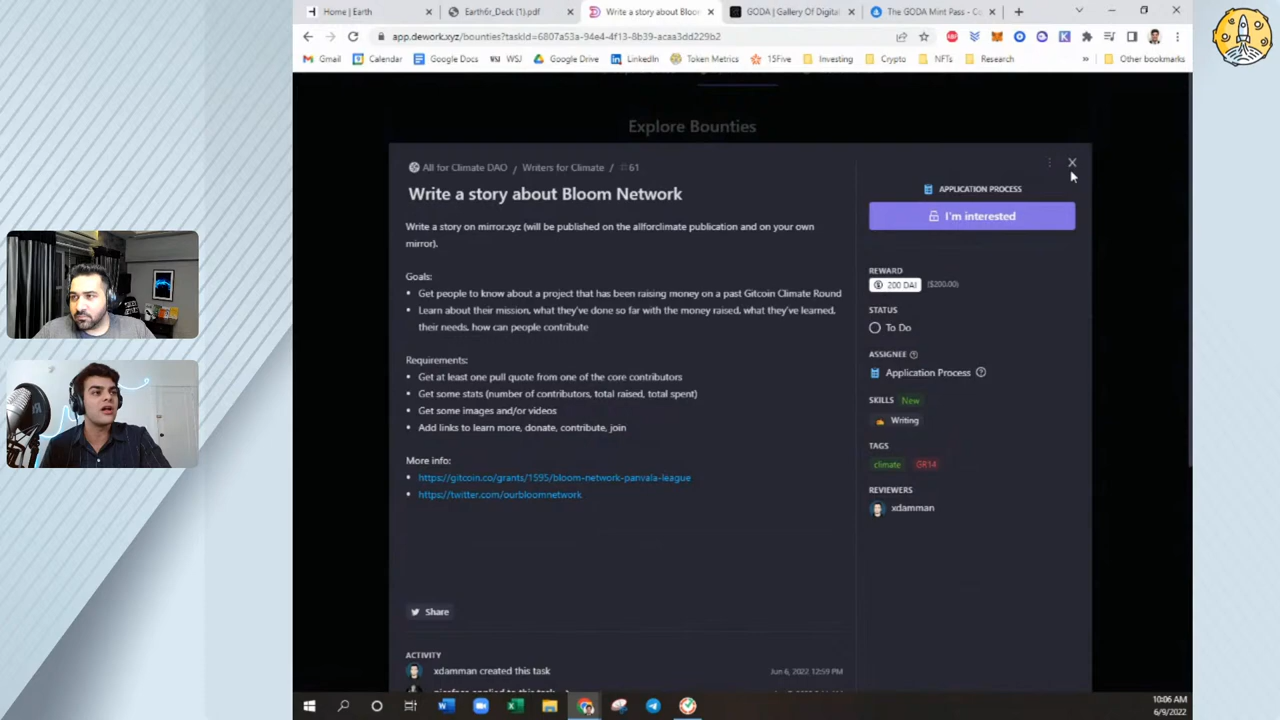 Home | Earth
Earth6r_Deck (1).pdf
Write a story about Bloo
GODA | Gallery Of Digital
The GODA Mint Pass - C
app.dework.xyz/bounties?taskId=6807a53a-94e4-4f13-8b39-acaa3dd229b2
Gmail
Calendar
Google Docs
WSJ
Google Drive
LinkedIn
Token Metrics
15Five
Investing
Crypto
NFTs
Research
Other bookmarks
Explore Bounties
All for Climate DAO / Writers for Climate / 61
Write a story about Bloom Network
Write a story on mirror.xyz (will be published on the allforclimate publication and on your own
mirror).
Goals:
• Get people to know about a project that has been raising money on a past Gitcoin Climate Round
• Learn about their mission, what they've done so far with the money raised, what they've learned,
their needs, how can people contribute
Requirements:
• Get at least one pull quote from one of the core contributors
• Get some stats (number of contributors, total raised, total spent)
• Get some images and/or videos
• Add links to learn more, donate, contribute, join
More info:
• https://gitcoin.co/grants/1595/bloom-network-panvala-league
• https://twitter.com/ourbloomnetwork
Share
ACTIVITY
xdamman created this task
Jun 6, 2022 12:59 PM
APPLICATION PROCESS
I'm interested
REWARD
200 DAI ($200.00)
STATUS
To Do
ASSIGNEE
Application Process
SKILLS New
Writing
TAGS
climate GR14
REVIEWERS
xdamman
10:06 AM
6/9/2022